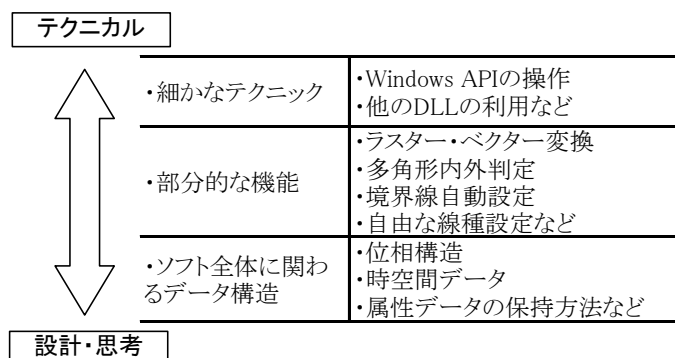 テクニカル
・細かなテクニック
・Windows APIの操作
・他のDLLの利用など
・部分的な機能
・ラスター・ベクター変換
・多角形内外判定
・境界線自動設定
・自由な線種設定など
・ソフト全体に関わ
るデータ構造
・位相構造
・時空間データ
・属性データの保持方法など
設計・思考